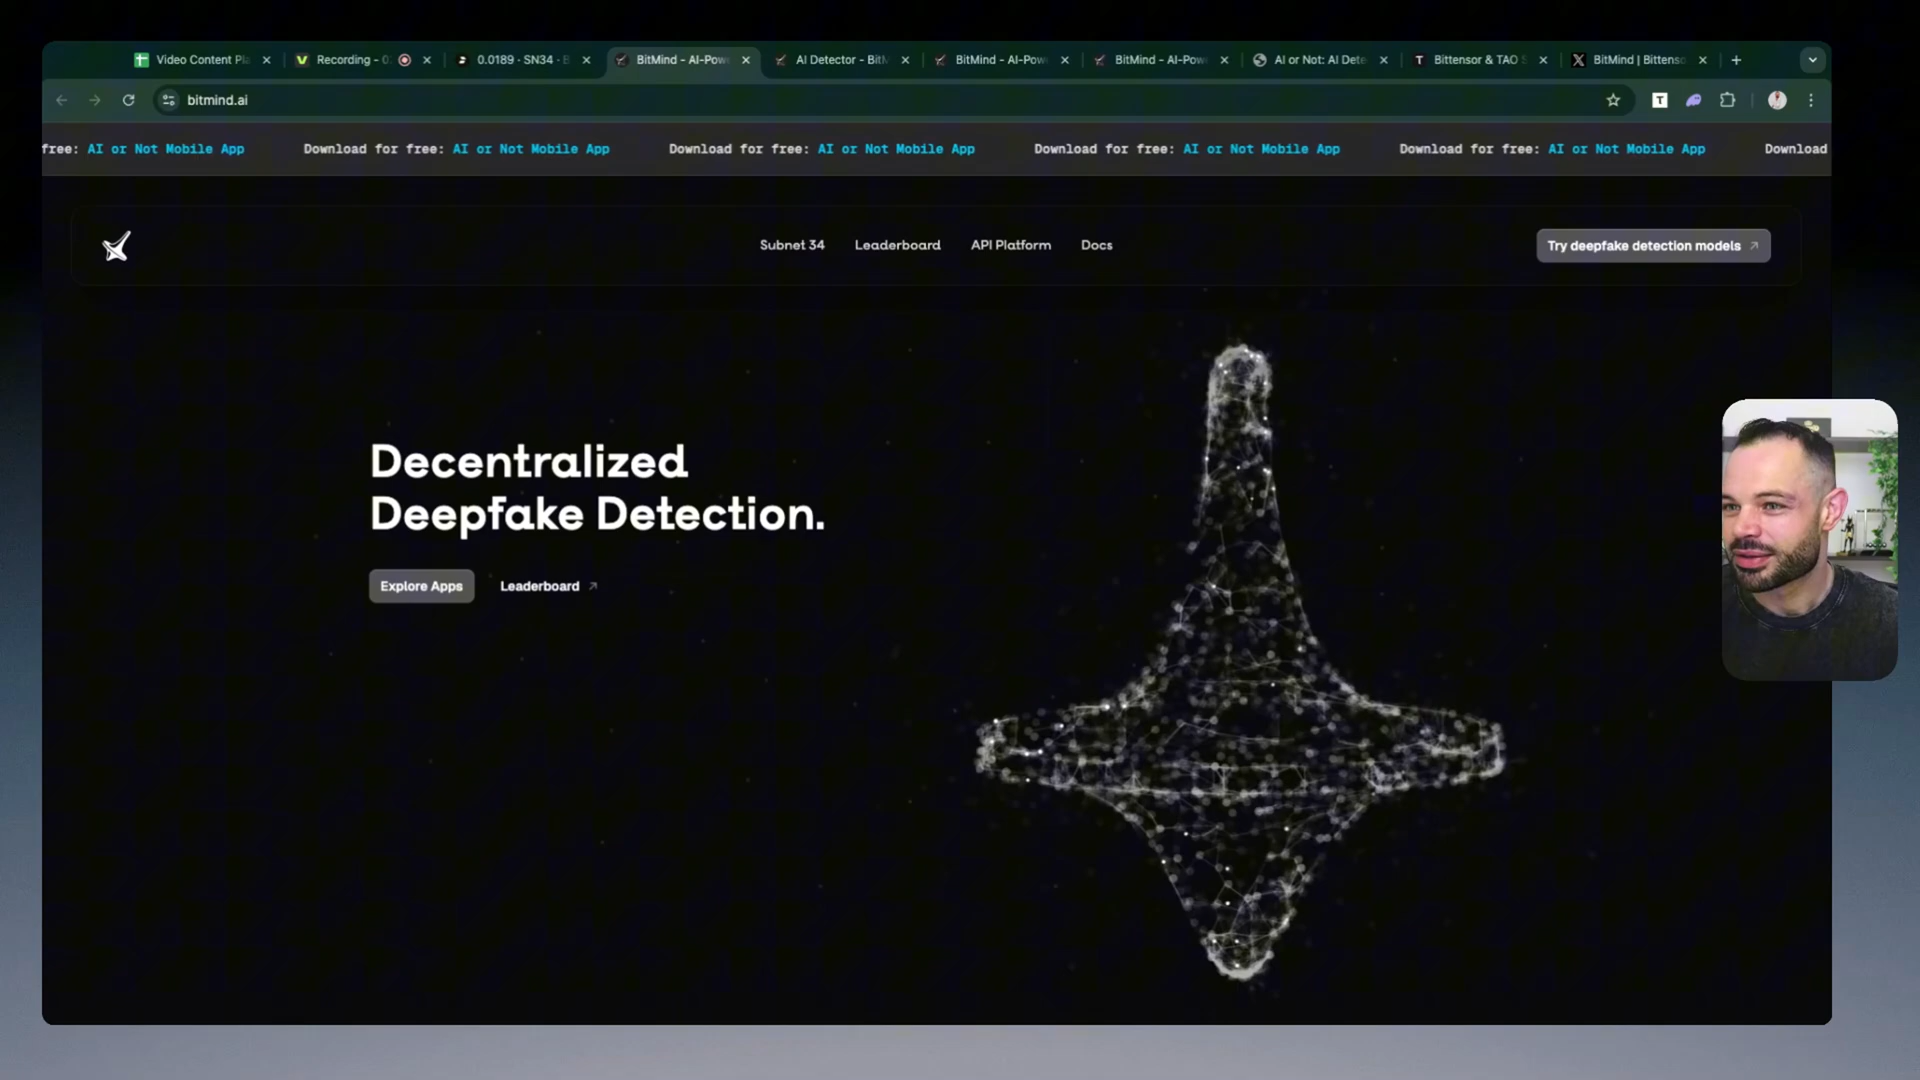 Video Content Pl
Recording - 0
0.0189 · SN34 · B
BitMind - AI-Pow
AI Detector - BitM
BitMind - AI-Pow
BitMind - AI-Pow
AI or Not: AI Dete
Bittensor & TAO S
BitMind | Bittenso
bitmind.ai
free: AI or Not Mobile App
Download for free: AI or Not Mobile App
Download for free: AI or Not Mobile App
Download for free: AI or Not Mobile App
Download for free: AI or Not Mobile App
Download
Subnet 34
Leaderboard
API Platform
Docs
Try deepfake detection models
Decentralized
Deepfake Detection.
Explore Apps
Leaderboard